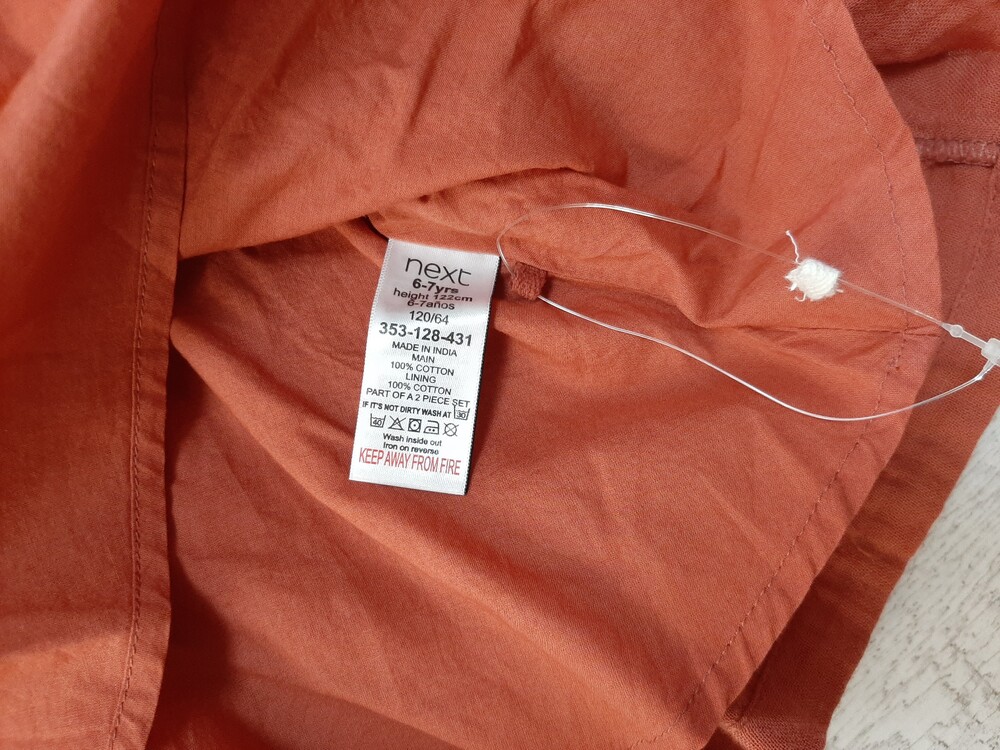 next
6-7yrs
height 122cm
6-7años
120/64
353-128-431
MADE IN INDIA
MAIN
100% COTTON
LINING
100% COTTON
PART OF A 2 PIECE SET
IF IT'S NOT DIRTY WASH AT 30
40
Wash inside out
Iron on reverse
KEEP AWAY FROM FIRE